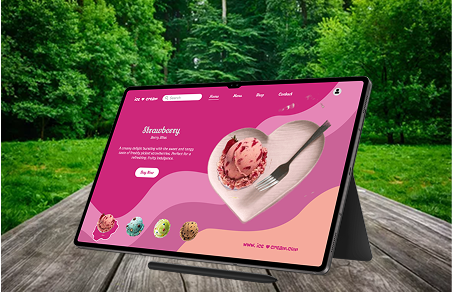 ice ♥ cream
Search
Home
Menu
Shop
Contact
Strawberry
Berry Bliss
A creamy delight bursting with the sweet and tangy
taste of freshly picked strawberries. Perfect for a
refreshing, fruity indulgence.
Buy Now
www. ice ♥ cream.com